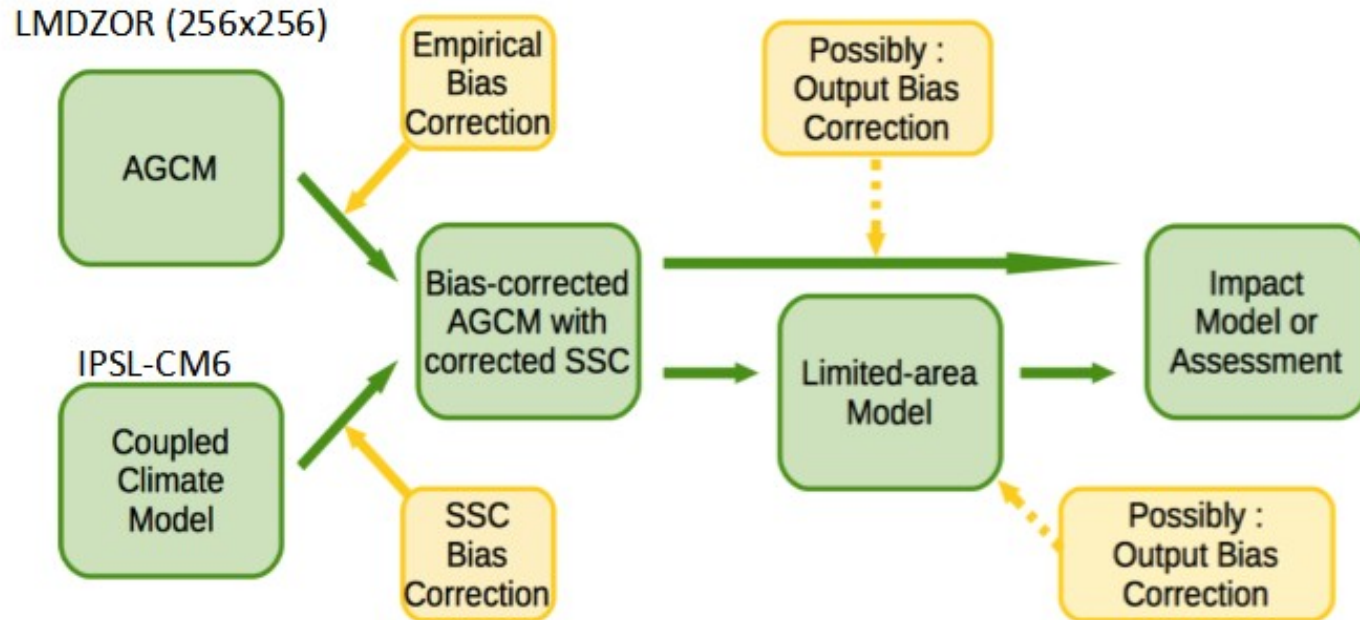 LMDZOR (256x256)
AGCM
Empirical
Bias
Correction
Possibly :
Output Bias
Correction
Bias-corrected
AGCM with
corrected SSC
Impact
Model or
Assessment
IPSL-CM6
Coupled
Climate
Model
Limited-area
Model
SSC
Bias
Correction
Possibly :
Output Bias
Correction